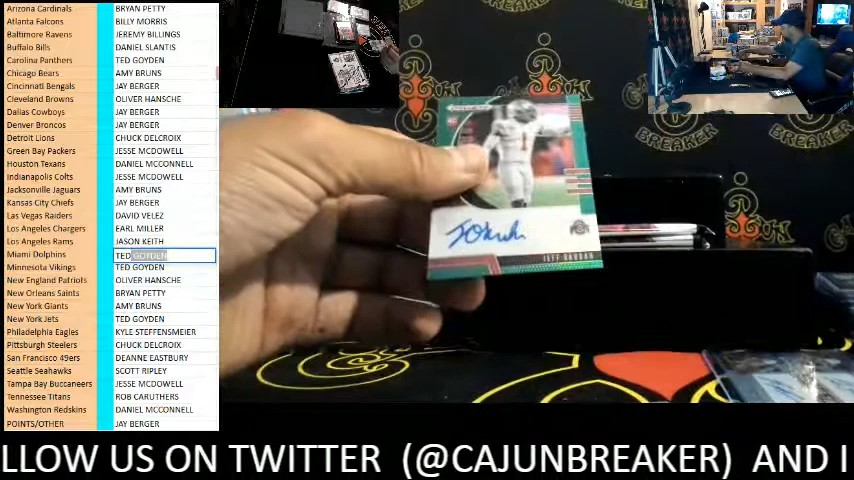 Arizona Cardinals BRYAN PETTY
Atlanta Falcons BILLY MORRIS
Baltimore Ravens JEREMY BILLINGS
Buffalo Bills DANIEL SLANTIS
Carolina Panthers TED GOYDEN
Chicago Bears AMY BRUNS
Cincinnati Bengals JAY BERGER
Cleveland Browns OLIVER HANSCHE
Dallas Cowboys JAY BERGER
Denver Broncos JAY BERGER
Detroit Lions CHUCK DELCROIX
Green Bay Packers JESSE MCDOWELL
Houston Texans DANIEL MCCONNELL
Indianapolis Colts JESSE MCDOWELL
Jacksonville Jaguars AMY BRUNS
Kansas City Chiefs JAY BERGER
Las Vegas Raiders DAVID VELEZ
Los Angeles Chargers EARL MILLER
Los Angeles Rams JASON KEITH
Miami Dolphins TED GOYDEN
Minnesota Vikings TED GOYDEN
New England Patriots OLIVER HANSCHE
New Orleans Saints BRYAN PETTY
New York Giants AMY BRUNS
New York Jets TED GOYDEN
Philadelphia Eagles KYLE STEFFENSMEIER
Pittsburgh Steelers CHUCK DELCROIX
San Francisco 49ers DEANNE EASTBURY
Seattle Seahawks SCOTT RIPLEY
Tampa Bay Buccaneers JESSE MCDOWELL
Tennessee Titans ROB CARUTHERS
Washington Redskins DANIEL MCCONNELL
POINTS/OTHER JAY BERGER
CAJUN
BREAKER
BREAKER
1
JEFF OKUDAH
LLOW US ON TWITTER (@CAJUNBREAKER) AND I